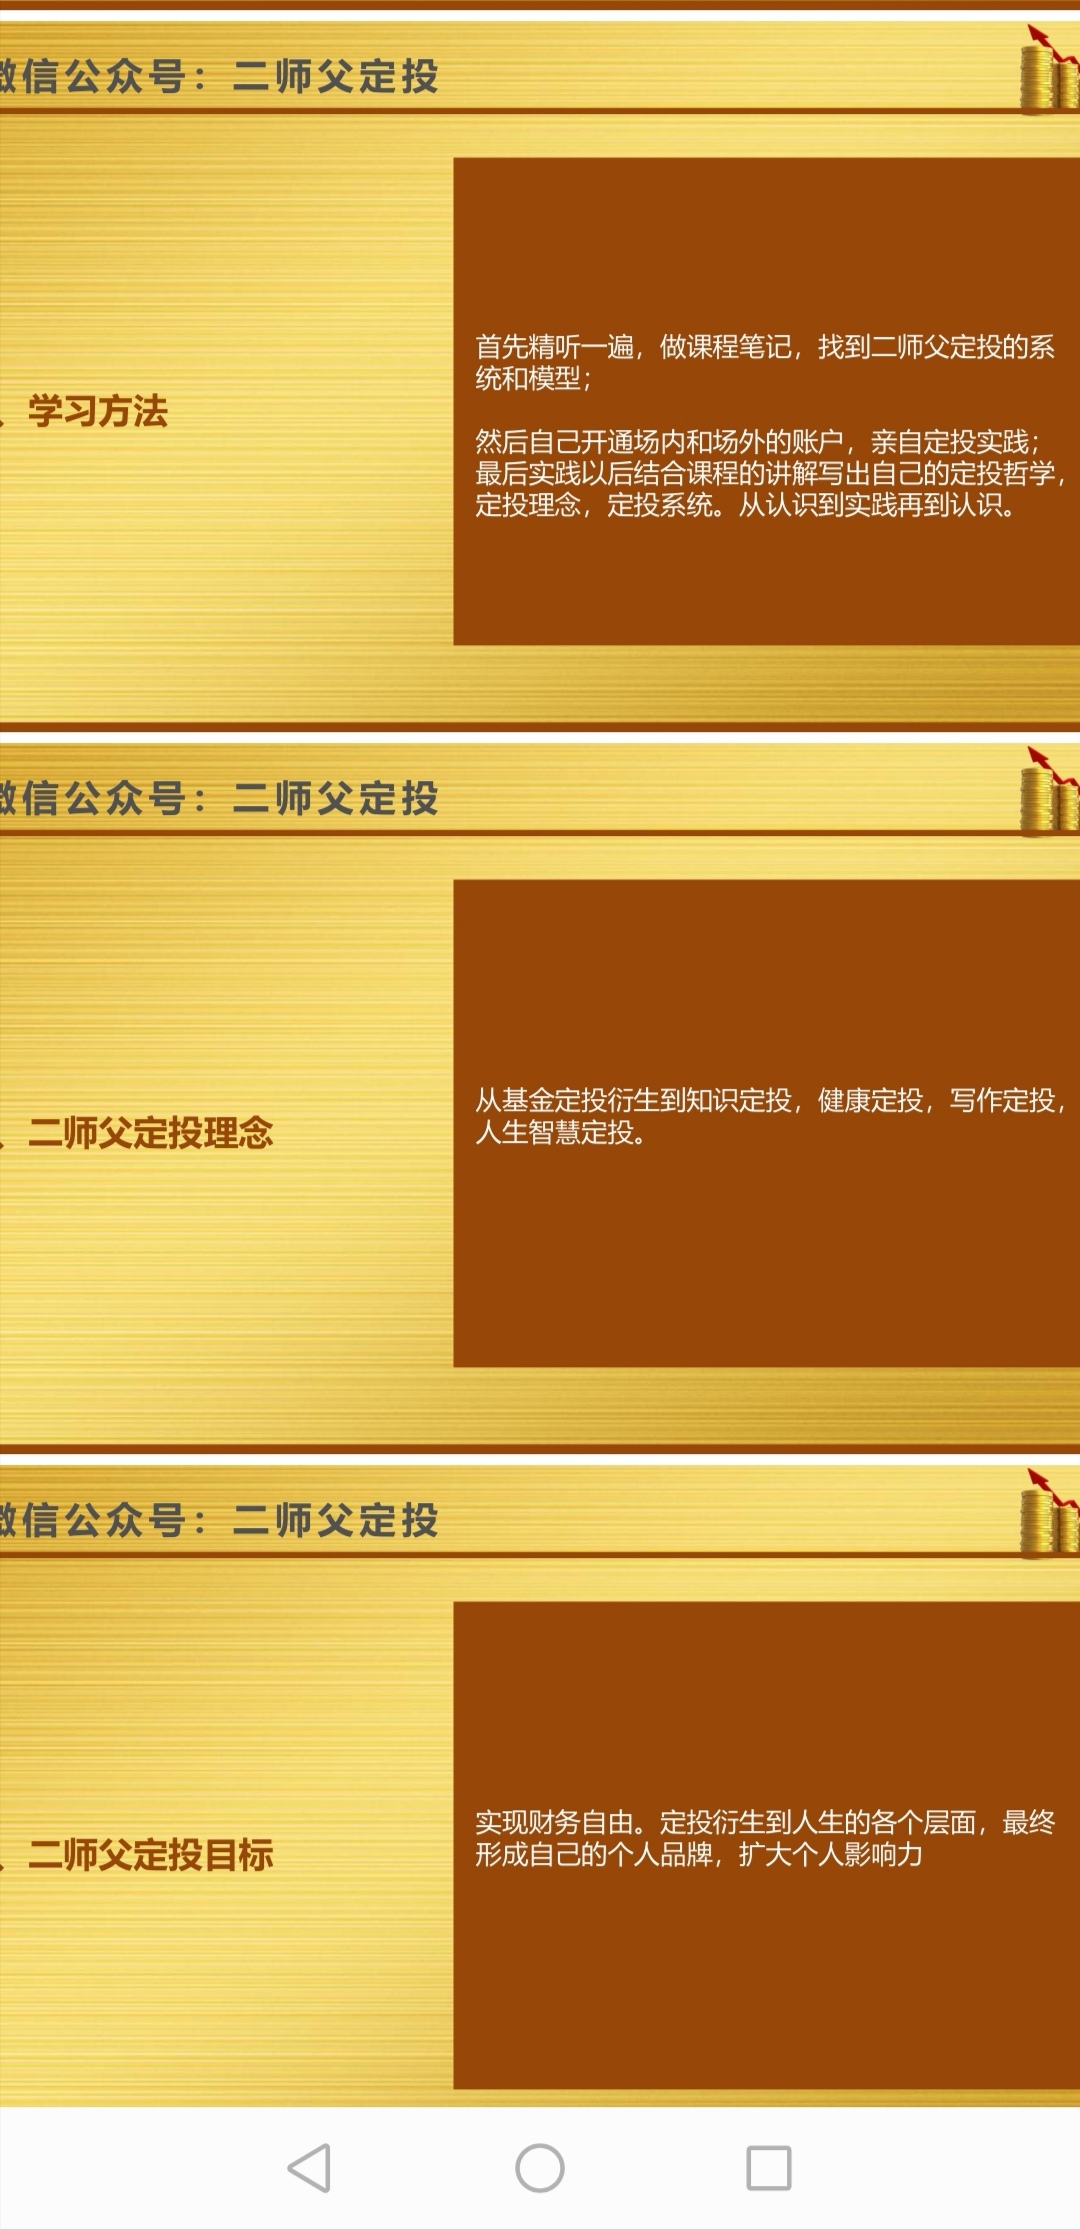 微信公众号：二师父定投
、学习方法
首先精听一遍，做课程笔记，找到二师父定投的系
统和模型；
然后自己开通场内和场外的账户，亲自定投实践；
最后实践以后结合课程的讲解写出自己的定投哲学，
定投理念，定投系统。从认识到实践再到认识。
微信公众号：二师父定投
、二师父定投理念
从基金定投衍生到知识定投，健康定投，写作定投，
人生智慧定投。
微信公众号：二师父定投
、二师父定投目标
实现财务自由。定投衍生到人生的各个层面，最终
形成自己的个人品牌，扩大个人影响力